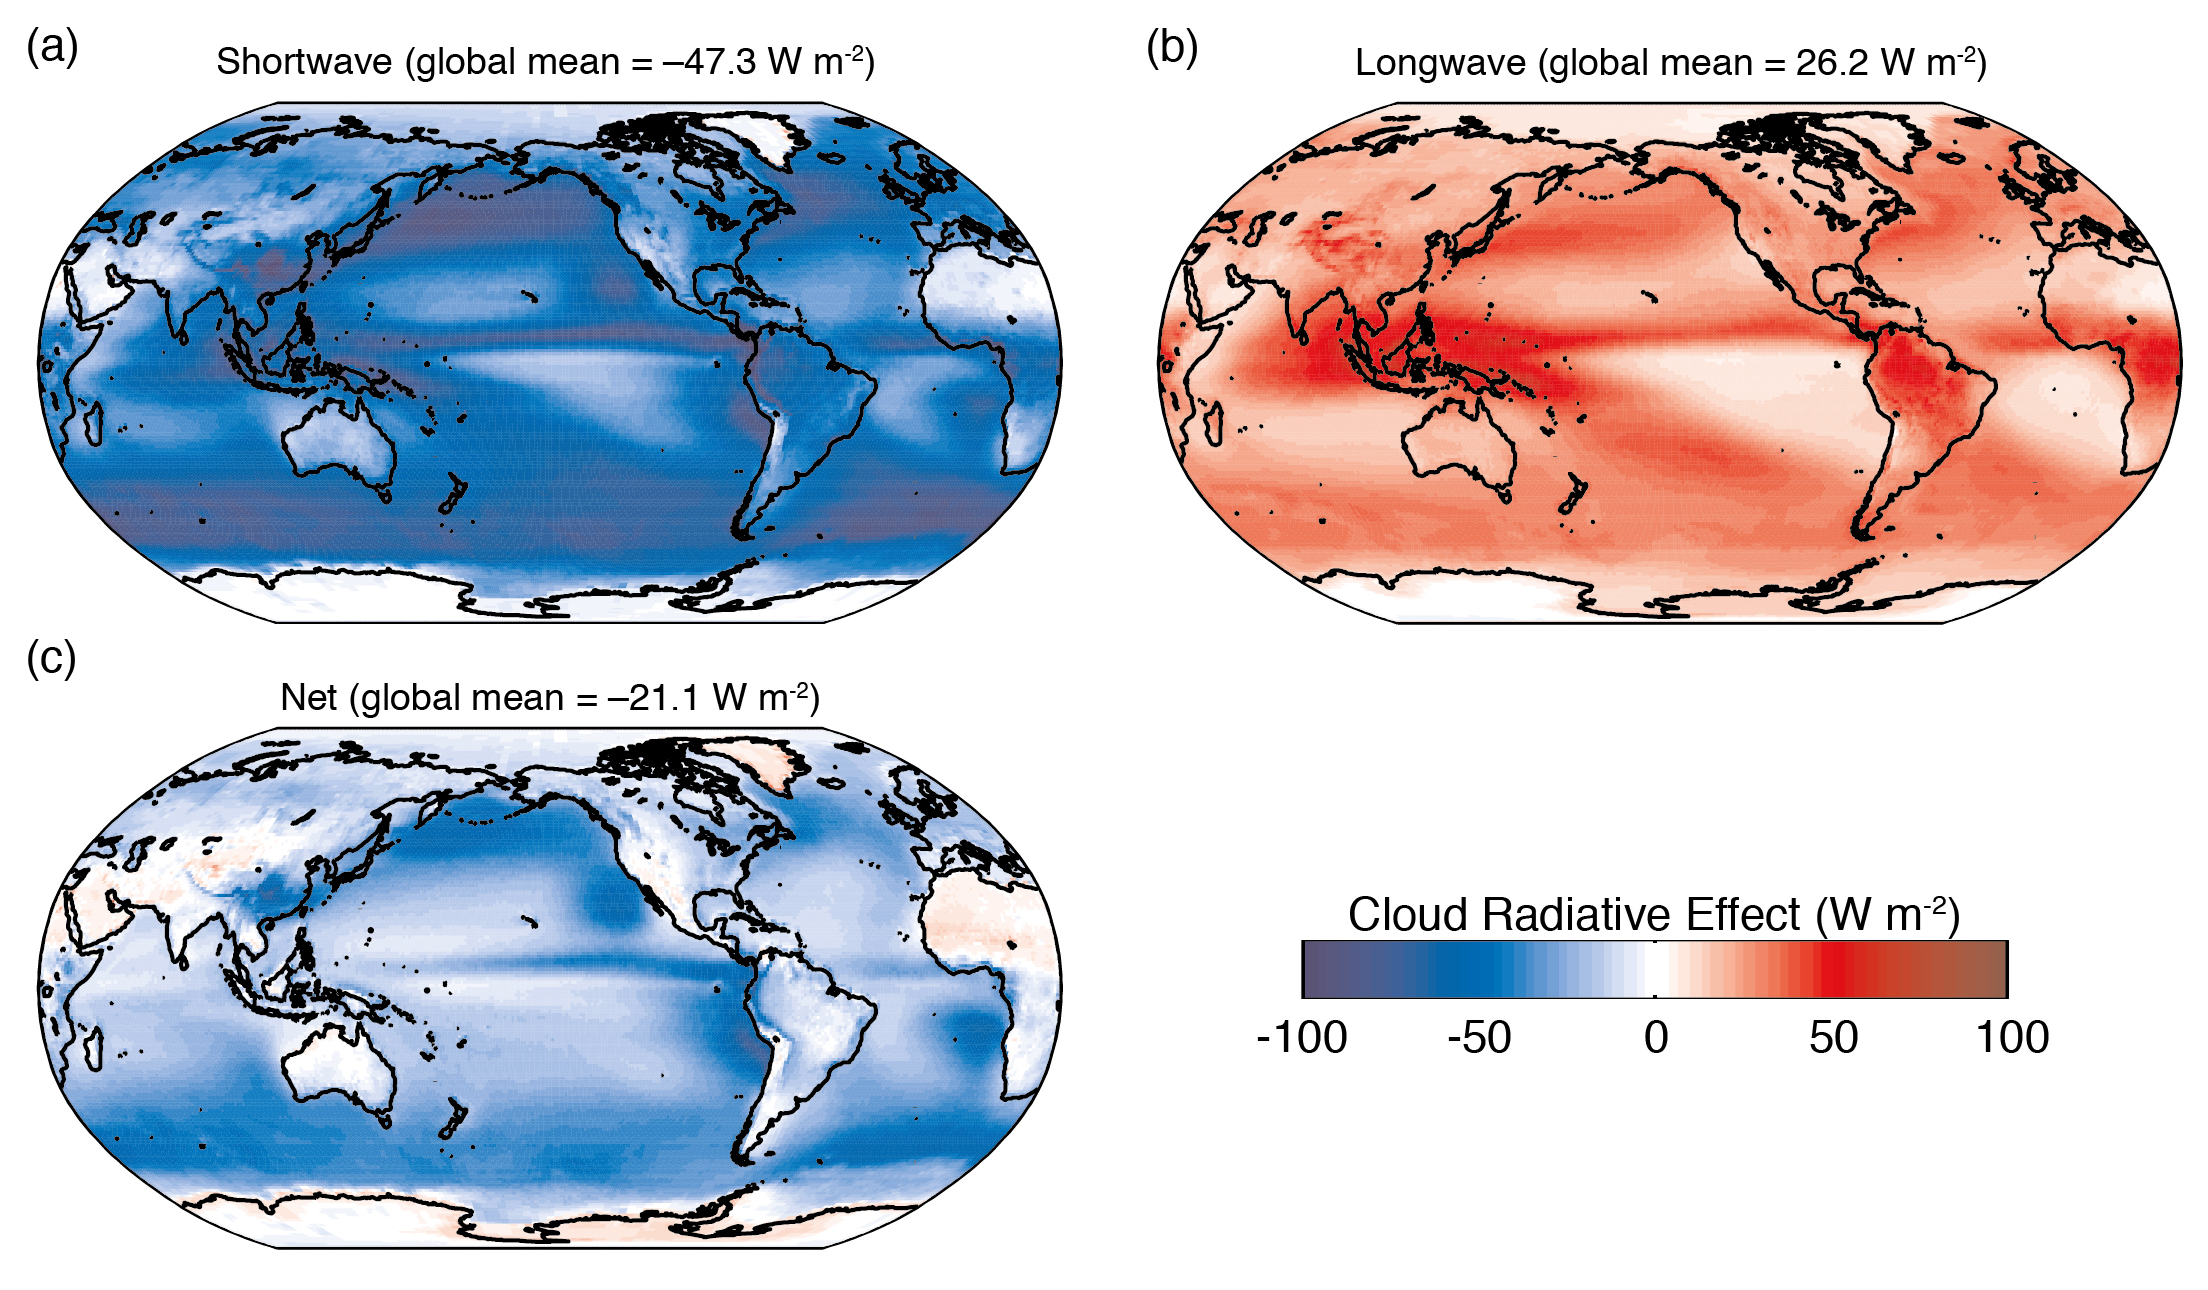 (a)
Shortwave (global mean = –47.3 W m-2)
(b)
Longwave (global mean = 26.2 W m-2)
(c)
Net (global mean = –21.1 W m-2)
Cloud Radiative Effect (W m-2)
-100 -50 0 50 100